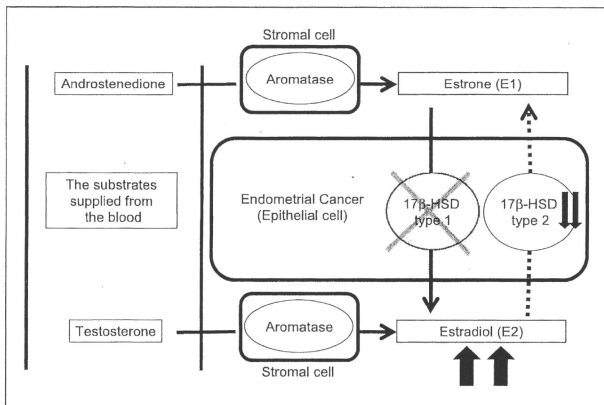 Stromal cell
Androstenedione
Aromatase
Estrone (E1)
The substrates
supplied from
the blood
Endometrial Cancer
(Epithelial cell)
17β-HSD
type 1
17β-HSD
type 2
Testosterone
Aromatase
Estradiol (E2)
Stromal cell